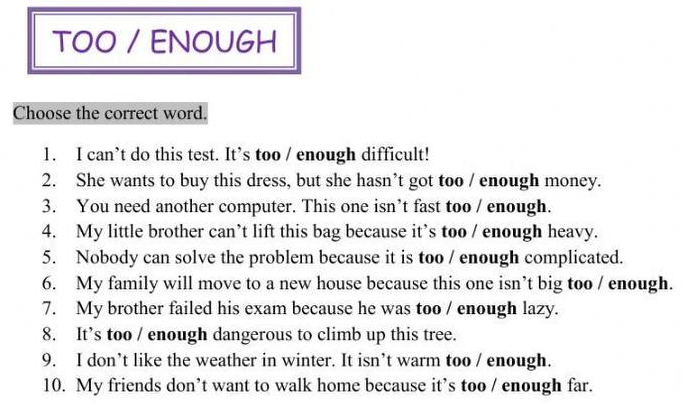 TOO / ENOUGH
Choose the correct word.
1. I can’t do this test. It’s too / enough difficult!
2. She wants to buy this dress, but she hasn’t got too / enough money.
3. You need another computer. This one isn’t fast too / enough.
4. My little brother can’t lift this bag because it’s too / enough heavy.
5. Nobody can solve the problem because it is too / enough complicated.
6. My family will move to a new house because this one isn’t big too / enough.
7. My brother failed his exam because he was too / enough lazy.
8. It’s too / enough dangerous to climb up this tree.
9. I don’t like the weather in winter. It isn’t warm too / enough.
10. My friends don’t want to walk home because it’s too / enough far.